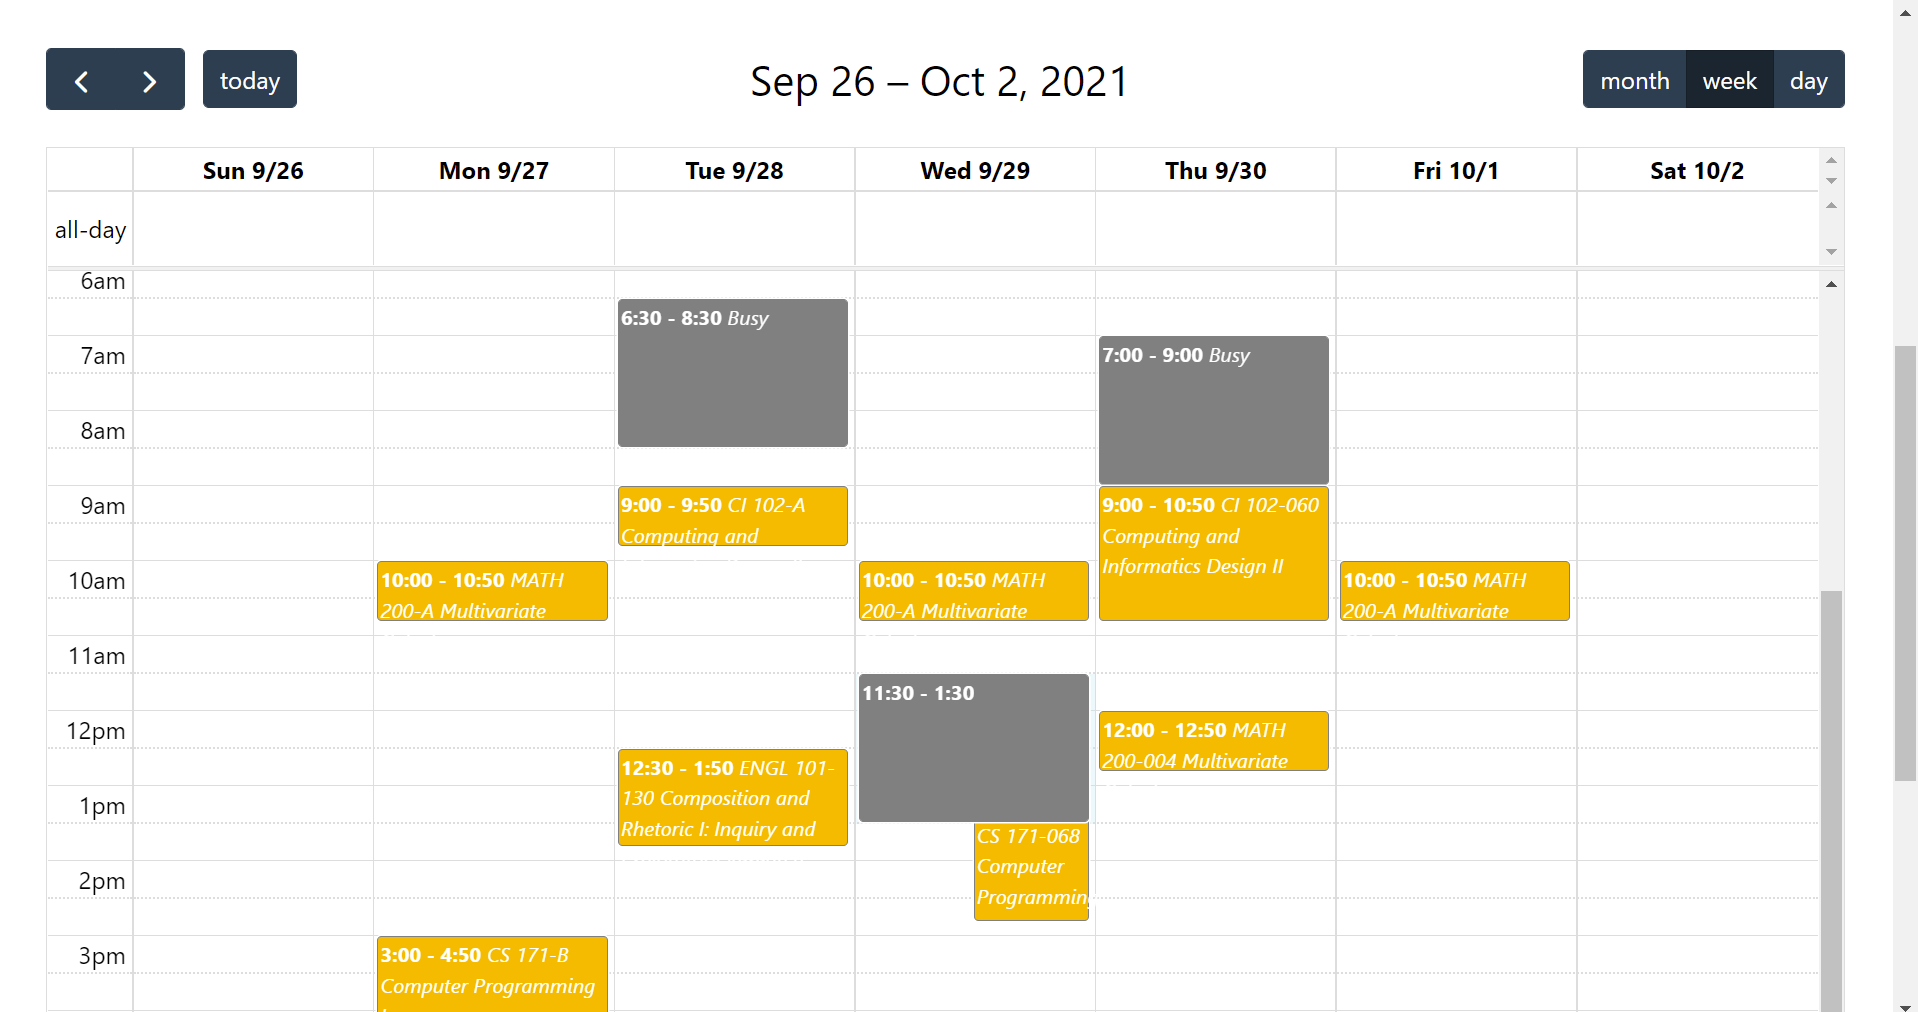 today
Sep 26 – Oct 2, 2021
month week day
Sun 9/26 Mon 9/27 Tue 9/28 Wed 9/29 Thu 9/30 Fri 10/1 Sat 10/2
all-day
6am
6:30 - 8:30 Busy
7am
7:00 - 9:00 Busy
8am
9am
9:00 - 9:50 CI 102-A
Computing and
9:00 - 10:50 CI 102-060
Computing and
Informatics Design II
10am
10:00 - 10:50 MATH
200-A Multivariate
10:00 - 10:50 MATH
200-A Multivariate
10:00 - 10:50 MATH
200-A Multivariate
11am
11:30 - 1:30
12pm
12:00 - 12:50 MATH
200-004 Multivariate
12:30 - 1:50 ENGL 101-
130 Composition and
Rhetoric I: Inquiry and
1pm
CS 171-068
Computer
Programming
2pm
3pm
3:00 - 4:50 CS 171-B
Computer Programming